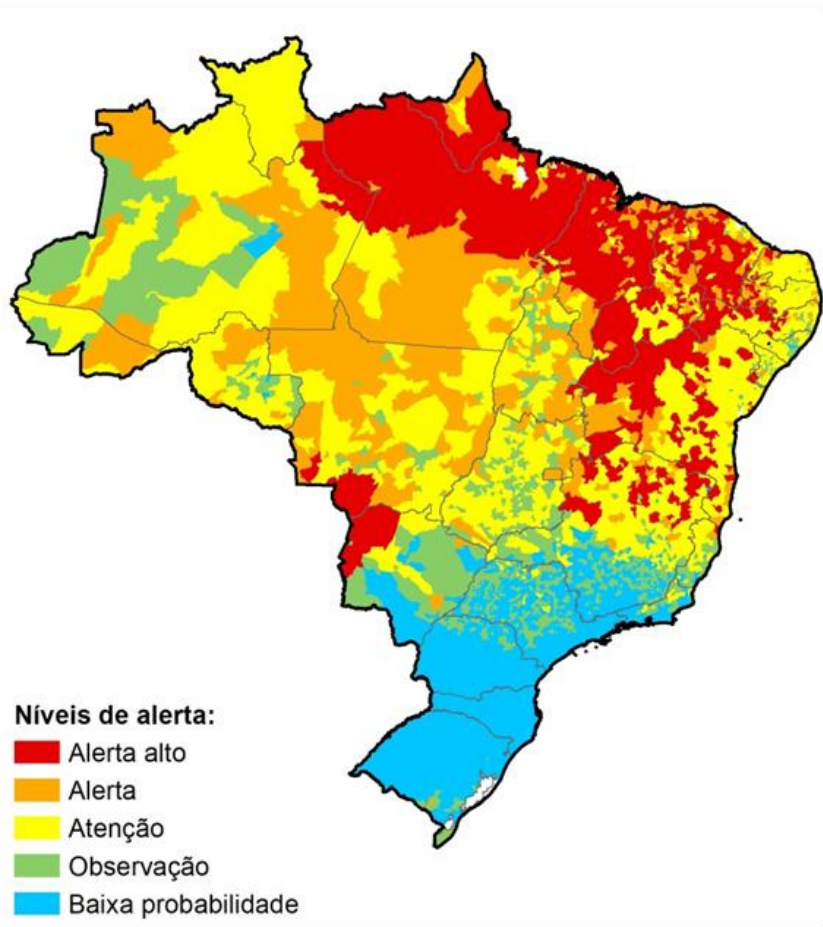 Níveis de alerta:
Alerta alto
Alerta
Atenção
Observação
Baixa probabilidade